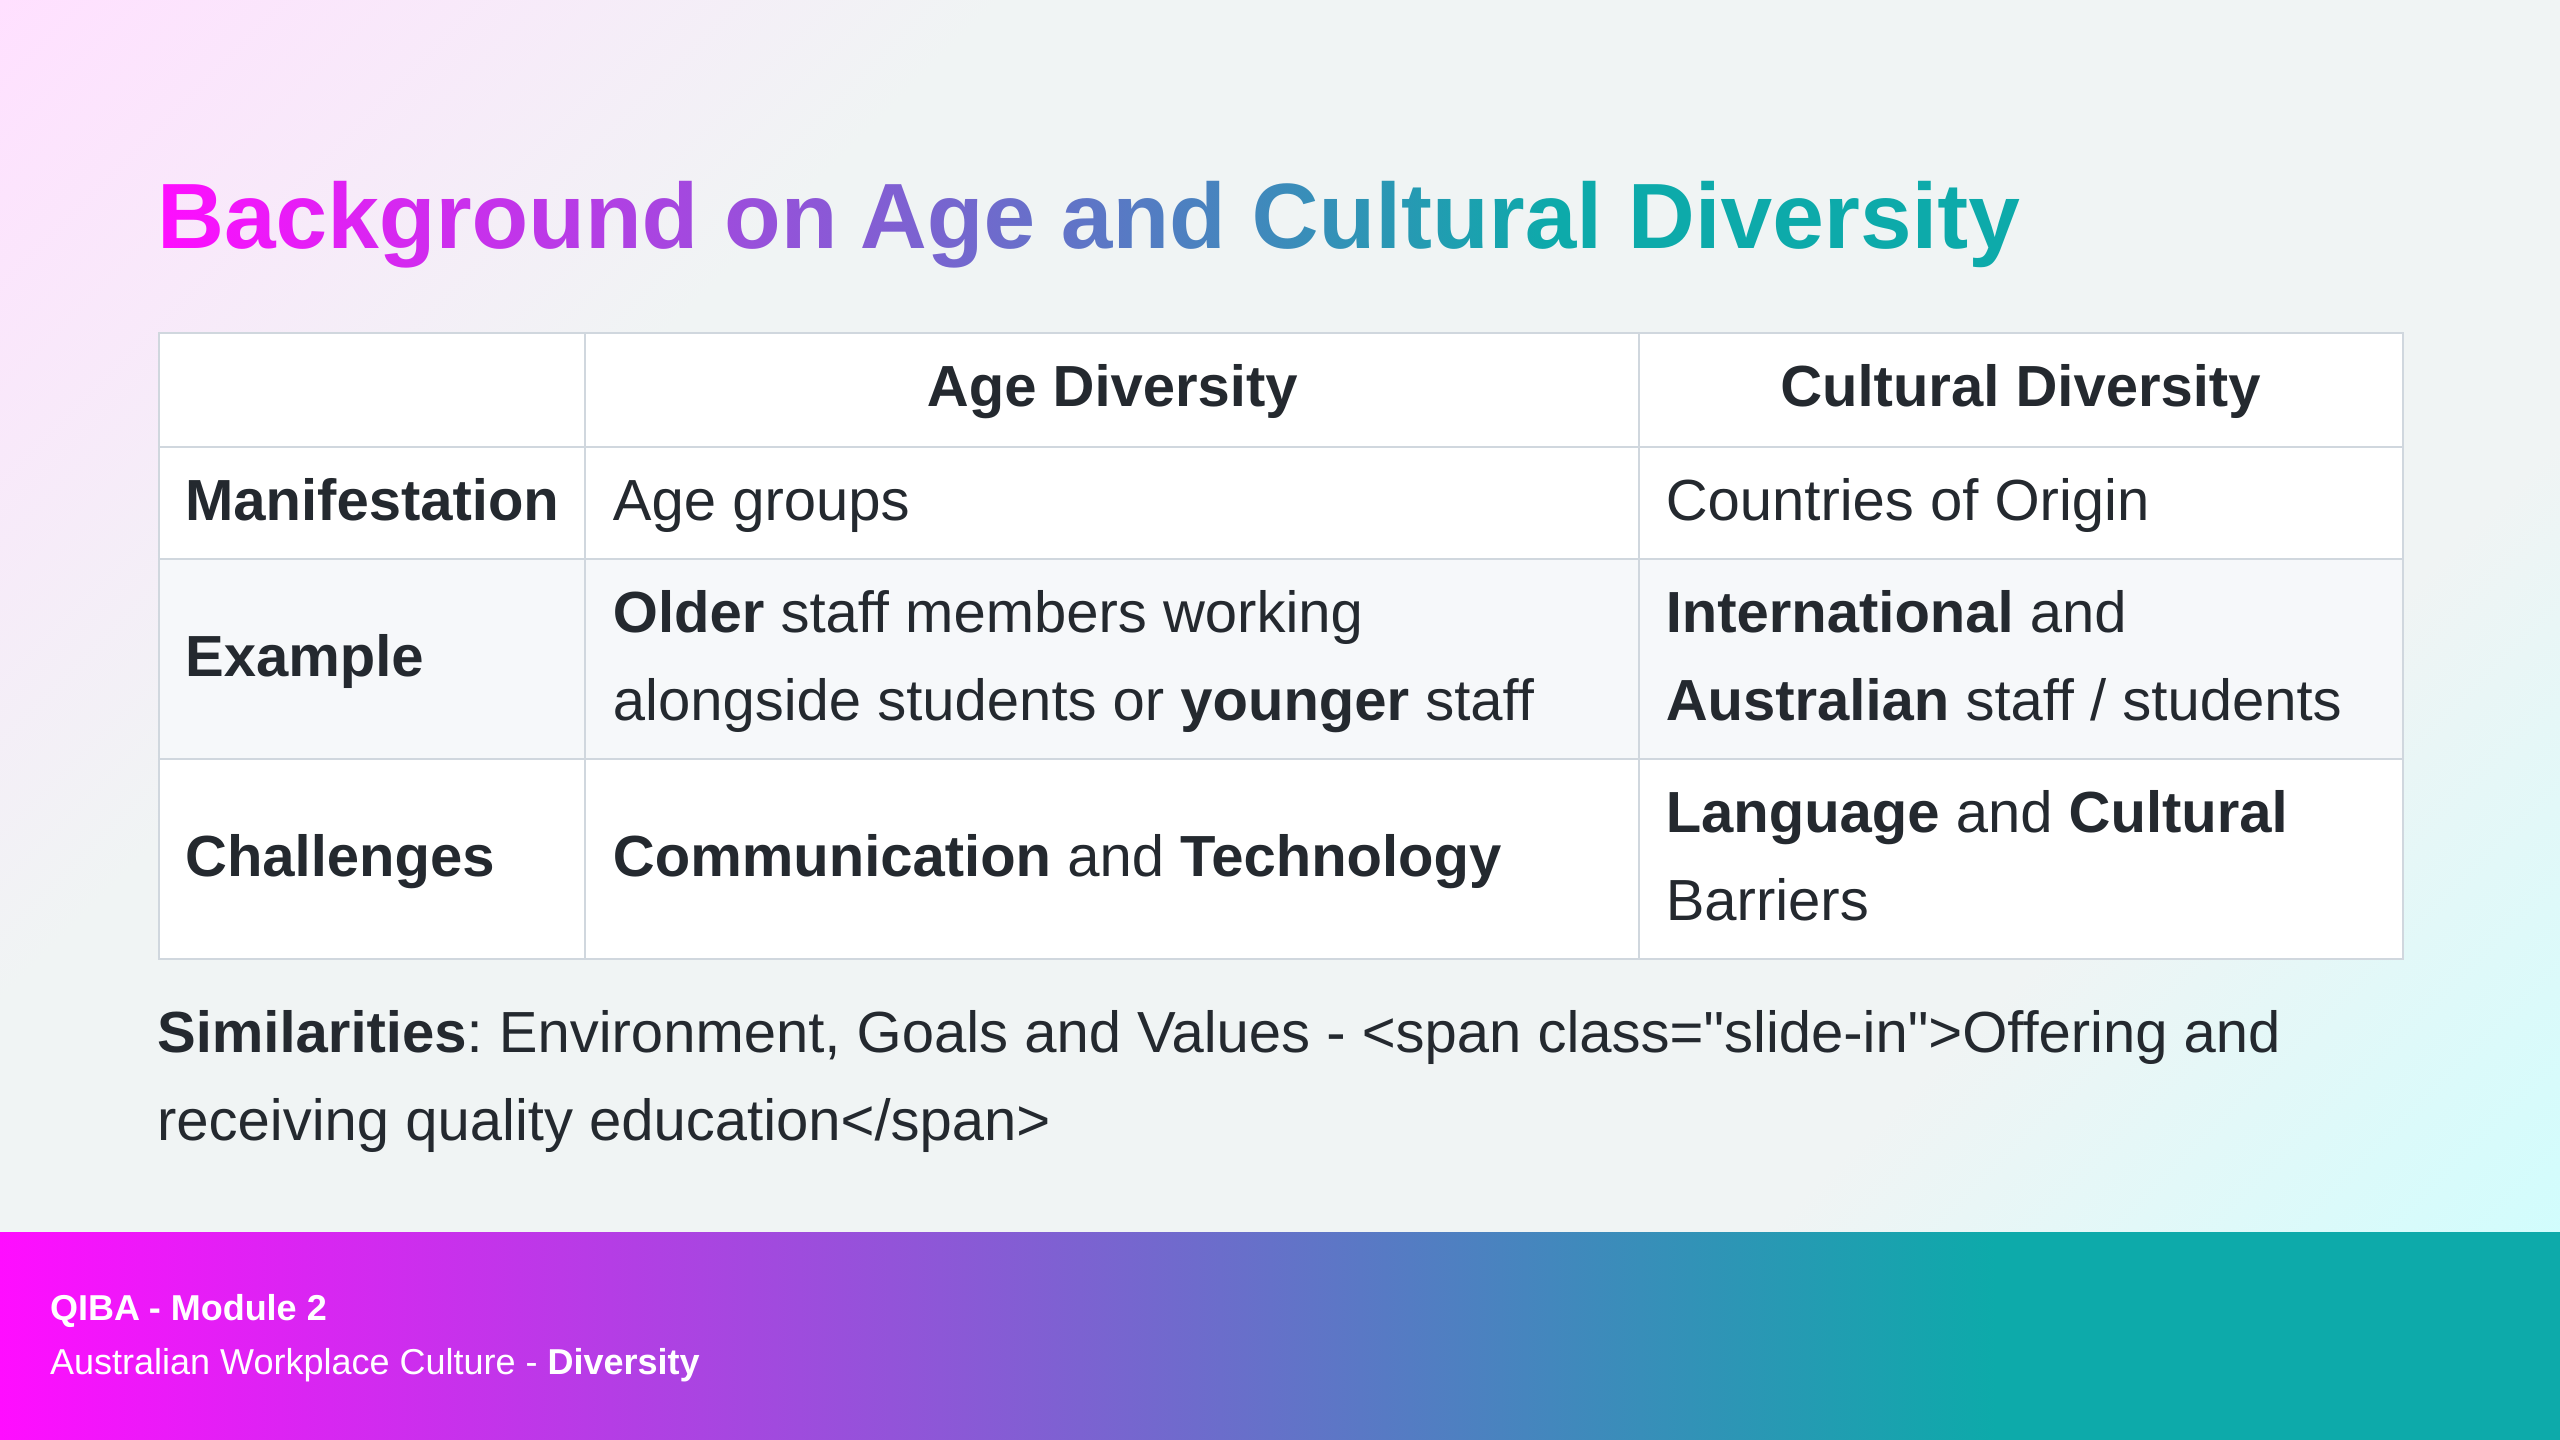 Background on Age and Cultural Diversity
Age Diversity
Cultural Diversity
Manifestation
Age groups
Countries of Origin
Example
Older staff members working
alongside students or younger staff
International and
Australian staff / students
Challenges
Communication and Technology
Language and Cultural
Barriers
Similarities: Environment, Goals and Values - <span class="slide-in">Offering and
receiving quality education</span>
QIBA - Module 2
Australian Workplace Culture - Diversity